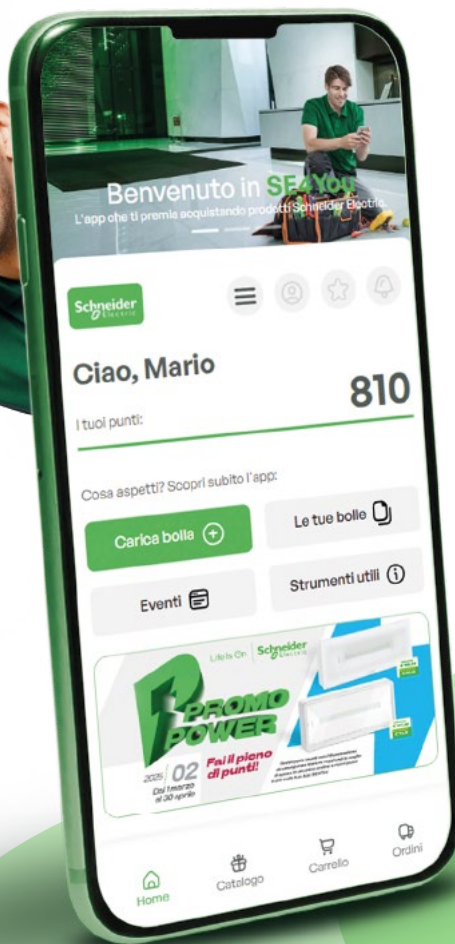 Benvenuto in SE4You
L'app che ti premia acquistando prodotti Schneider Electric.
Schneider
Electric
Ciao, Mario
I tuoi punti:
810
Cosa aspetti? Scopri subito l'app:
Carica bolla
Le tue bolle
Eventi
Strumenti utili
Life Is On
Schneider
Electric
PROMO
POWER
2025
02
Dal 1 marzo
al 30 aprile
Fai il pieno
di punti!
Home
Catalogo
Carrello
Ordini